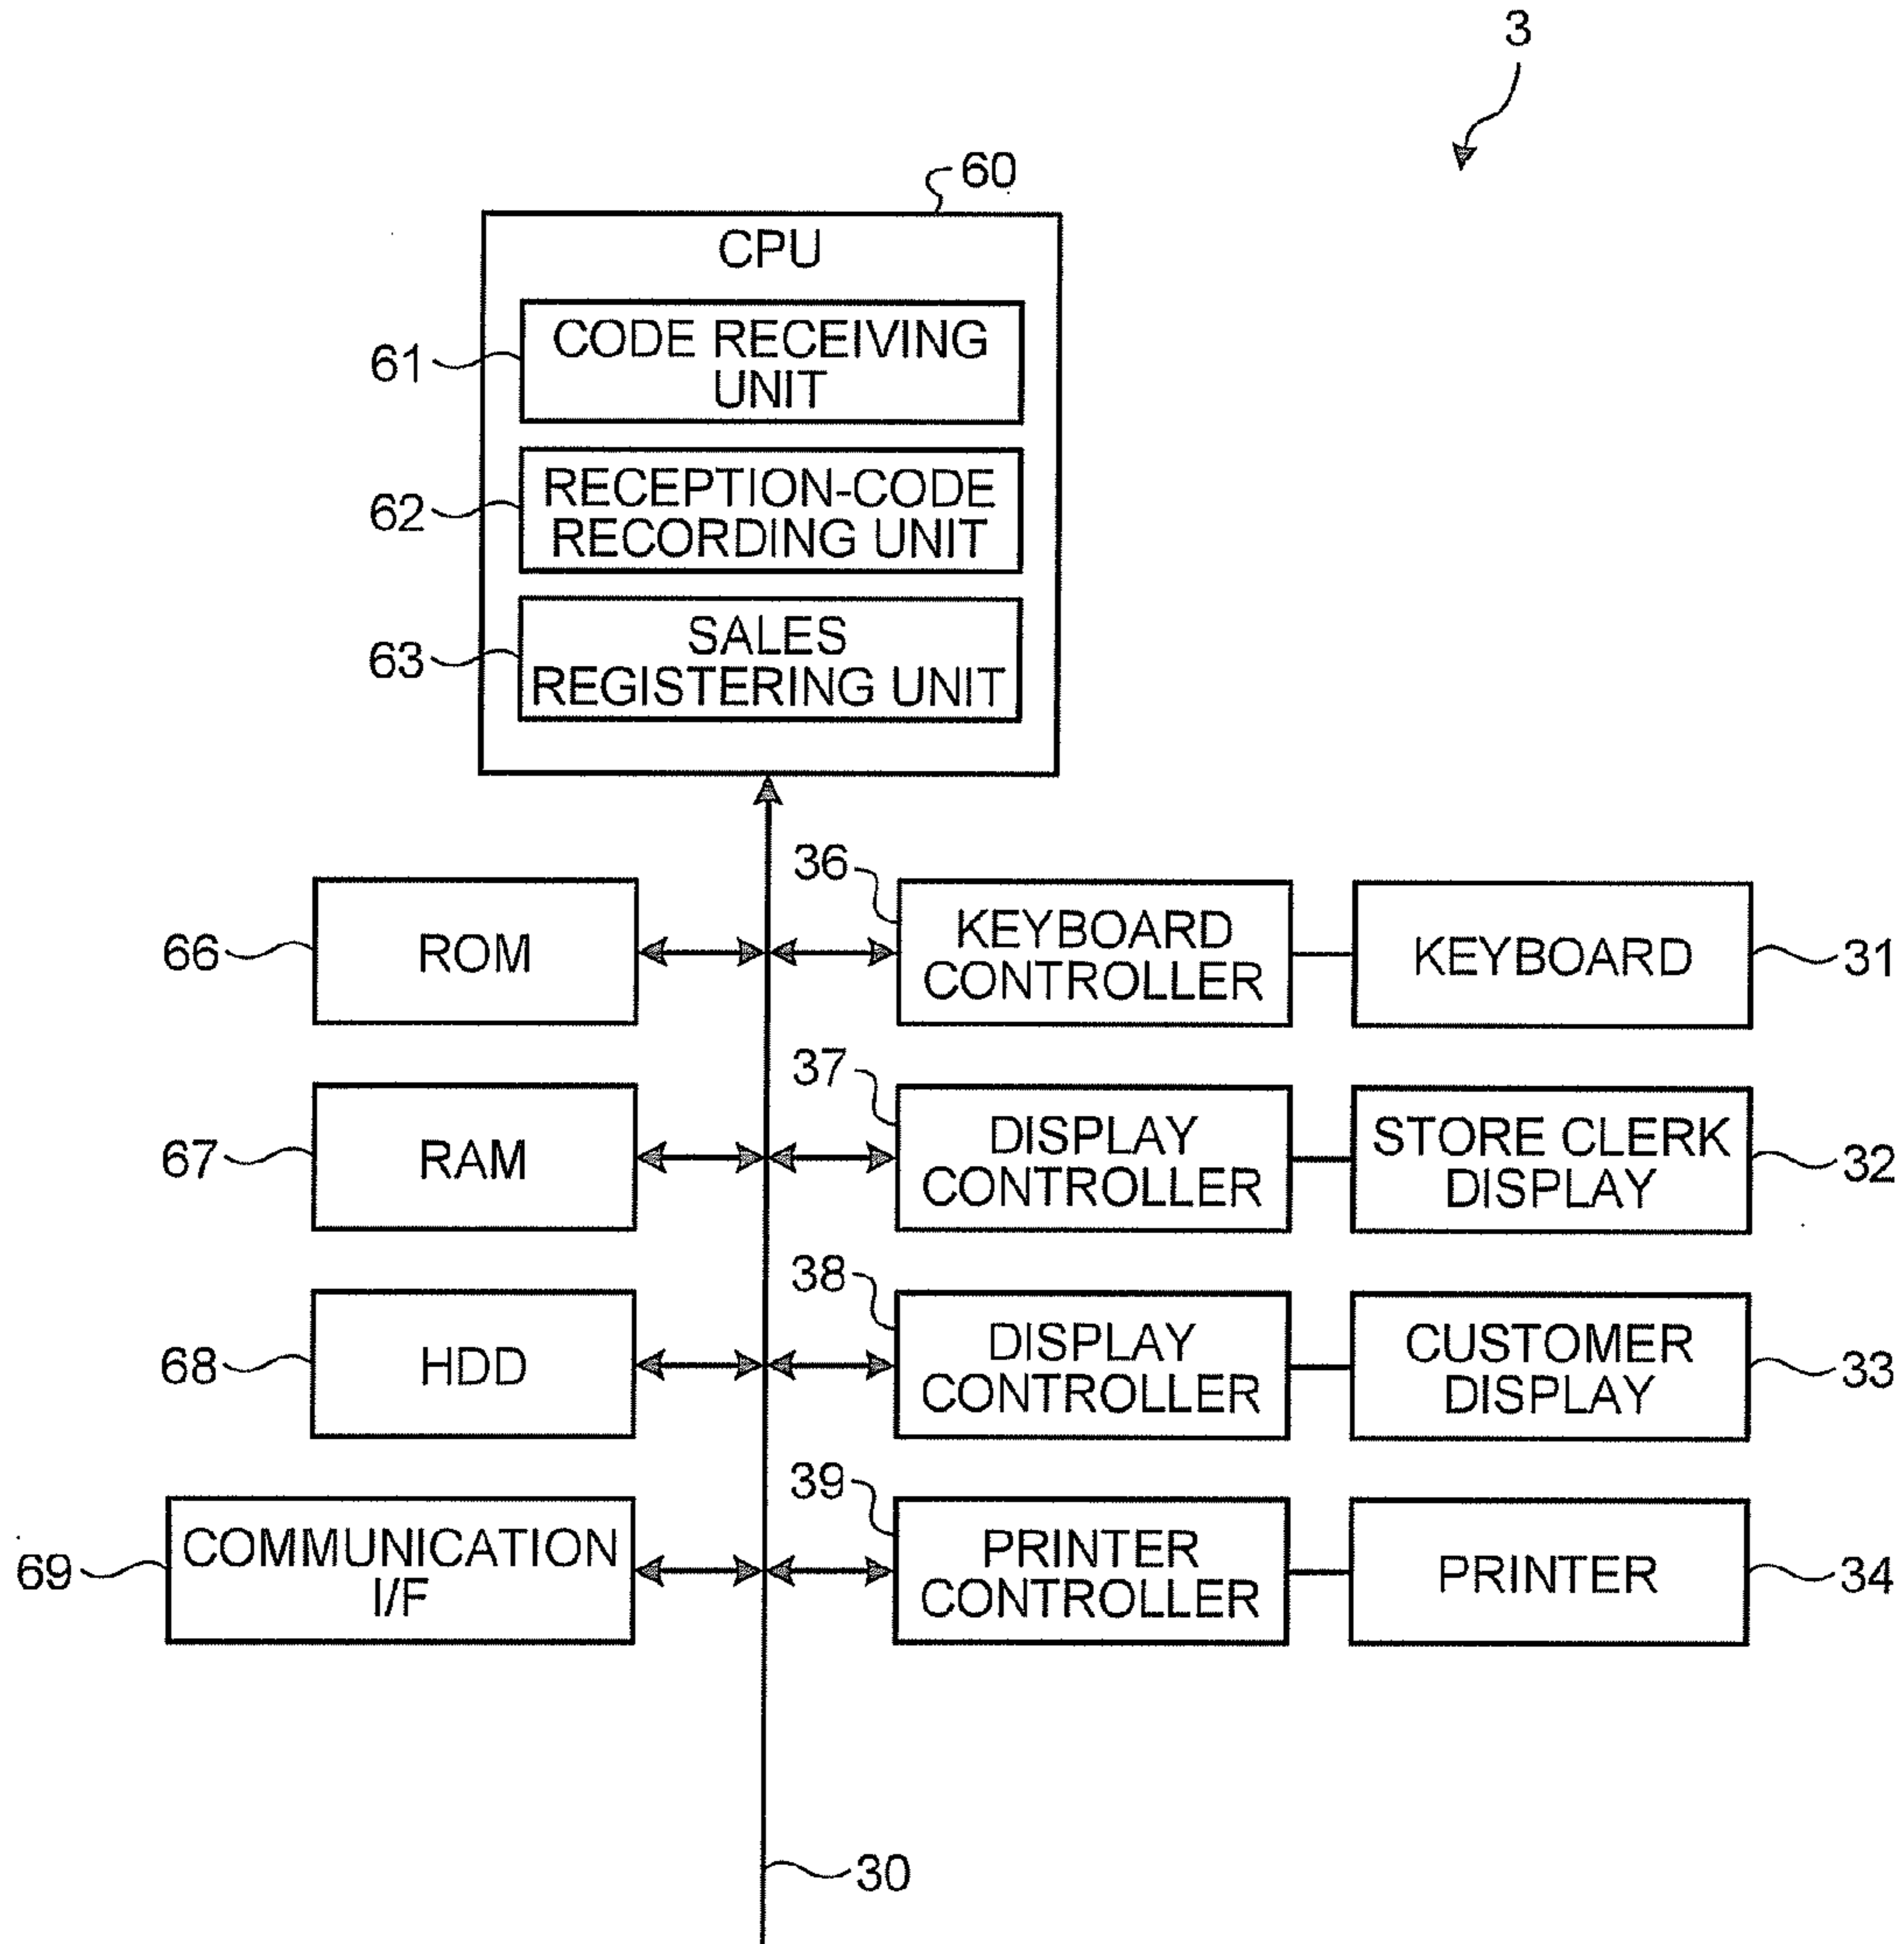 3
60
CPU
61
CODE RECEIVING
UNIT
62
RECEPTION-CODE
RECORDING UNIT
63
SALES
REGISTERING UNIT
66
ROM
36
KEYBOARD
CONTROLLER
KEYBOARD
31
67
RAM
37
DISPLAY
CONTROLLER
STORE CLERK
DISPLAY
32
68
HDD
38
DISPLAY
CONTROLLER
CUSTOMER
DISPLAY
33
69
COMMUNICATION
I/F
39
PRINTER
CONTROLLER
PRINTER
34
30